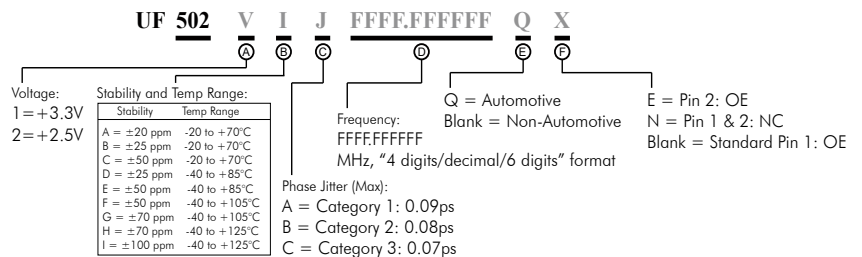 UF 502 V I J FFFF.FFFFFF Q X
A B C D E F
Voltage:
1=+3.3V
2=+2.5V
Stability and Temp Range:
Stability Temp Range
A = ±20 ppm -20 to +70°C
B = ±25 ppm -20 to +70°C
C = ±50 ppm -20 to +70°C
D = ±25 ppm -40 to +85°C
E = ±50 ppm -40 to +85°C
F = ±50 ppm -40 to +105°C
G = ±70 ppm -40 to +105°C
H = ±70 ppm -40 to +125°C
I = ±100 ppm -40 to +125°C
Phase Jitter (Max):
A = Category 1: 0.09ps
B = Category 2: 0.08ps
C = Category 3: 0.07ps
Frequency:
FFFF.FFFFFF
MHz, “4 digits/decimal/6 digits” format
Q = Automotive
Blank = Non-Automotive
E = Pin 2: OE
N = Pin 1 & 2: NC
Blank = Standard Pin 1: OE